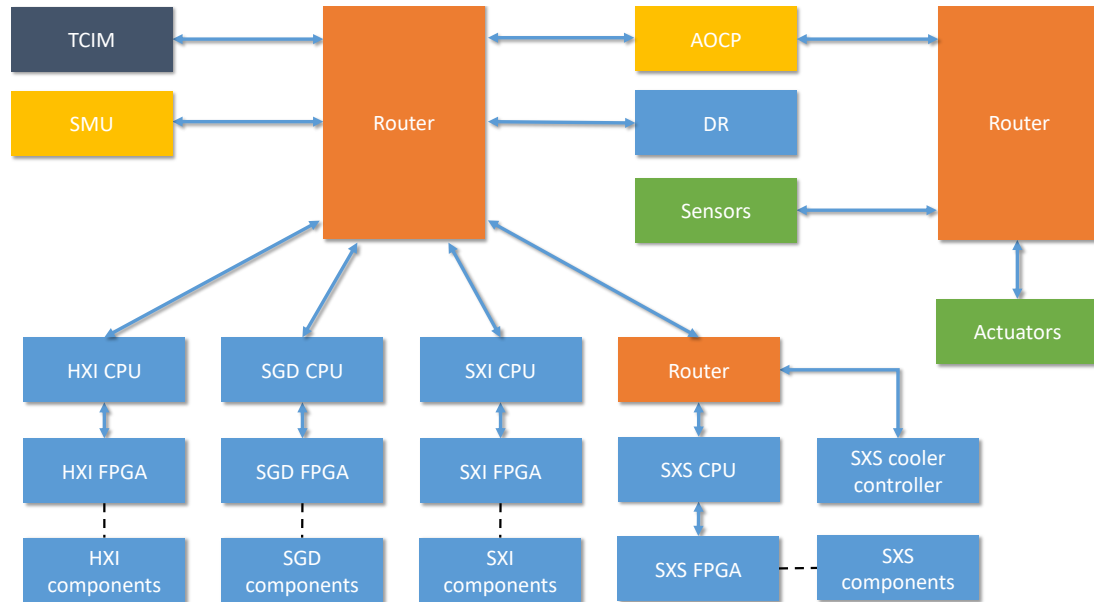 TCIM
AOCP
SMU
Router
DR
Router
Sensors
Actuators
HXI CPU
SGD CPU
SXI CPU
Router
HXI FPGA
SGD FPGA
SXI FPGA
SXS CPU
SXS cooler
controller
HXI
components
SGD
components
SXI
components
SXS FPGA
SXS
components